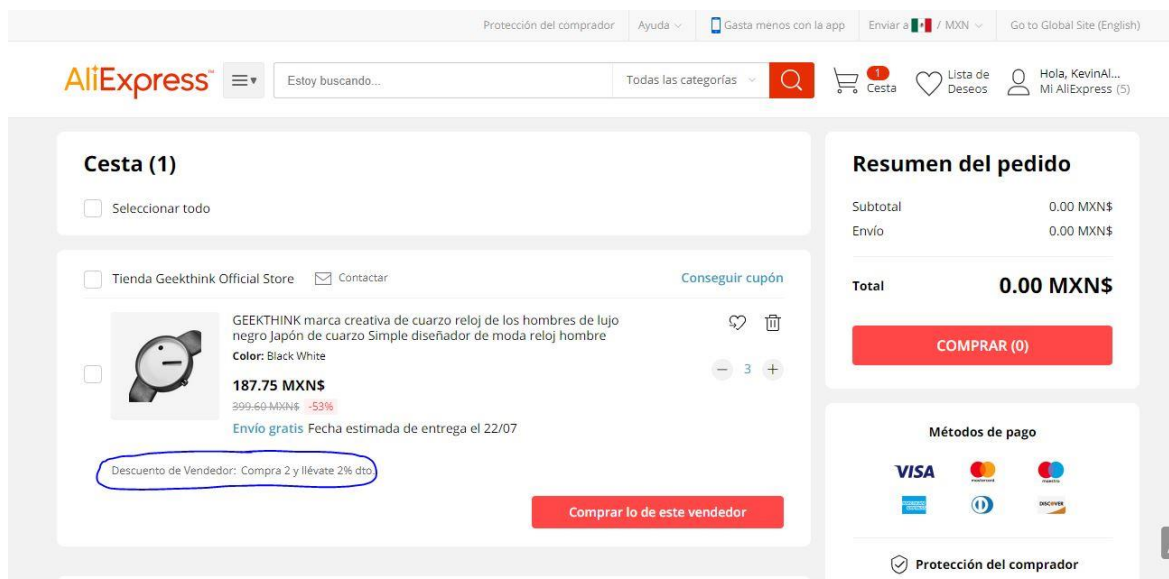 Protección del comprador
Ayuda
Gasta menos con la app
Enviar a / MXN
Go to Global Site (English)
AliExpress™
Estoy buscando...
Todas las categorías
1
Cesta
Lista de
Deseos
Hola, KevinAl...
Mi AliExpress (5)
Cesta (1)
Seleccionar todo
Tienda Geekthink Official Store
Contactar
Conseguir cupón
GEEKTHINK marca creativa de cuarzo reloj de los hombres de lujo
negro Japón de cuarzo Simple diseñador de moda reloj hombre
Color: Black White
187.75 MXN$
399.60 MXN$ -53%
Envío gratis Fecha estimada de entrega el 22/07
− 3 +
Descuento de Vendedor: Compra 2 y llévate 2% dto.
Comprar lo de este vendedor
Resumen del pedido
Subtotal 0.00 MXN$
Envío 0.00 MXN$
Total 0.00 MXN$
COMPRAR (0)
Métodos de pago
VISA
mastercard
maestro
DISCOVER
Protección del comprador